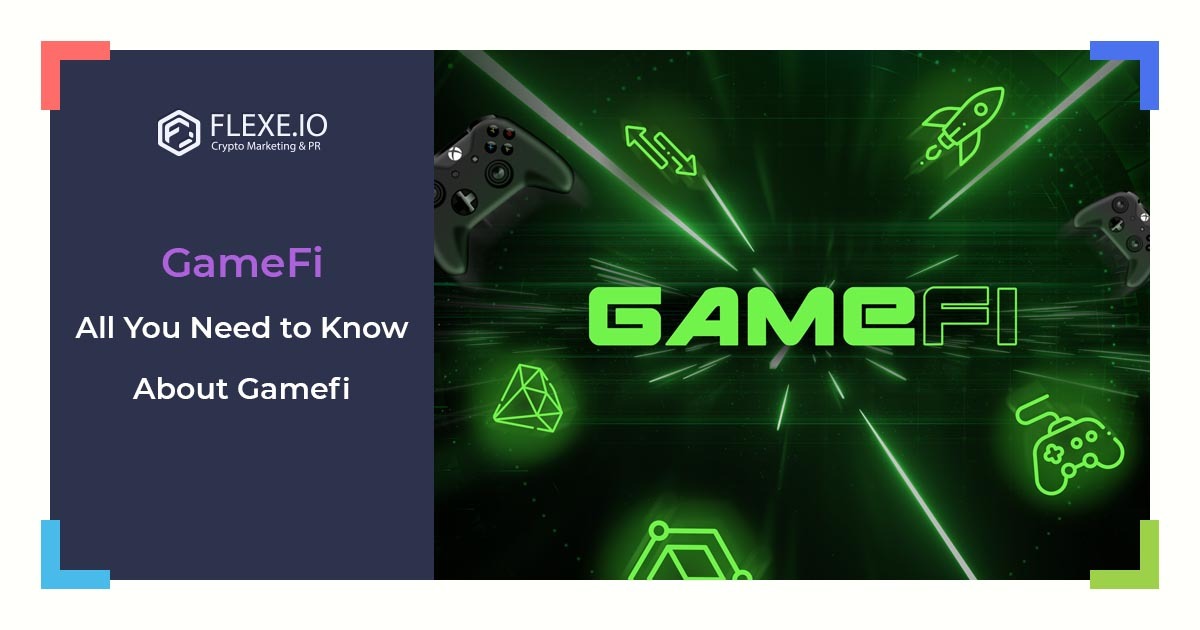 FLEXE.IO
Crypto Marketing & PR
GameFi
All You Need to Know
About Gamefi
GAMEFI